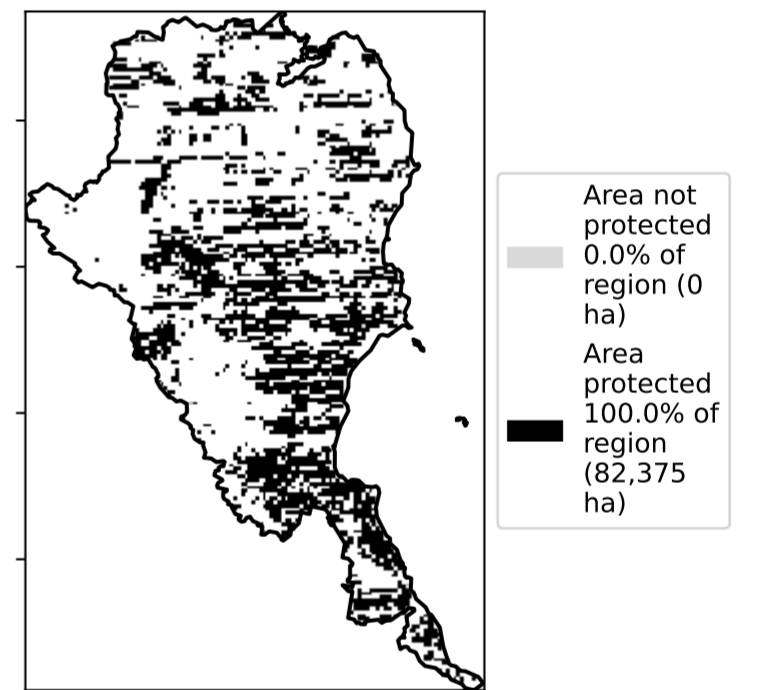 Area not
protected
0.0% of
region (0
ha)
Area
protected
100.0% of
region
(82,375
ha)